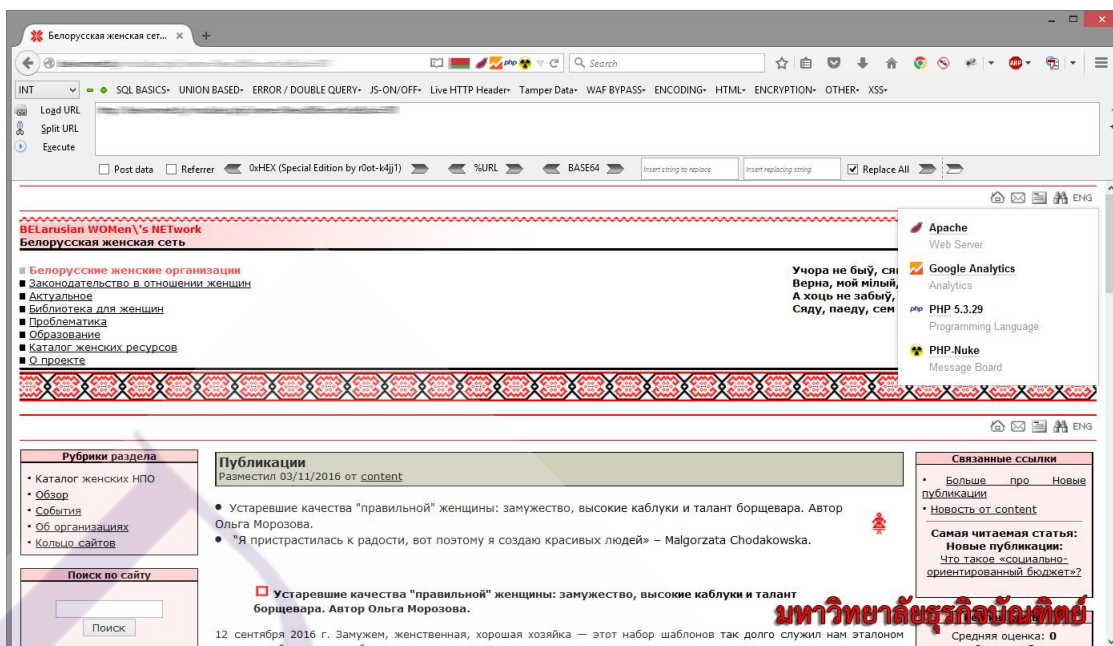 Белорусская женская сет...
Search
INT
SQL BASICS UNION BASED ERROR / DOUBLE QUERY JS-ON/OFF Live HTTP Header Tamper Data WAF BYPASS ENCODING HTML ENCRYPTION OTHER XSS
Load URL
Split URL
Execute
Post data Referrer 0xHEX (Special Edition by r0ot-k4jj1) %URL BASE64 Insert string to replace Insert replacing string Replace All
ENG
BELarusian WOMen\'s NETwork
Белорусская женская сеть
Белорусские женские организации
Законодательство в отношении женщин
Актуальное
Библиотека для женщин
Проблематика
Образование
Каталог женских ресурсов
О проекте
Учора не быў,
Верна, мой мілый,
А хоць не забыў,
Сяду, паеду, сем
Apache
Web Server
Google Analytics
Analytics
php PHP 5.3.29
Programming Language
PHP-Nuke
Message Board
ENG
Рубрики раздела
• Каталог женских НПО
• Обзор
• События
• Об организациях
• Кольцо сайтов
Поиск по сайту
Поиск
Публикации
Разместил 03/11/2016 от content
• Устаревшие качества "правильной" женщины: замужество, высокие каблуки и талант борщевара. Автор
Ольга Морозова.
• "Я пристрастилась к радости, вот поэтому я создаю красивых людей» – Malgorzata Chodakowska.
Устаревшие качества "правильной" женщины: замужество, высокие каблуки и талант
борщевара. Автор Ольга Морозова.
12 сентября 2016 г. Замужем, женственная, хорошая хозяйка — этот набор шаблонов так долго служил нам эталоном
Связанные ссылки
• Больше про Новые
публикации
• Новость от content
Самая читаемая статья:
Новые публикации:
Что такое «социально-
ориентированный бюджет»?
Средняя оценка: 0
มหาวิทยาลัยธุรกิจบัณฑิตย์